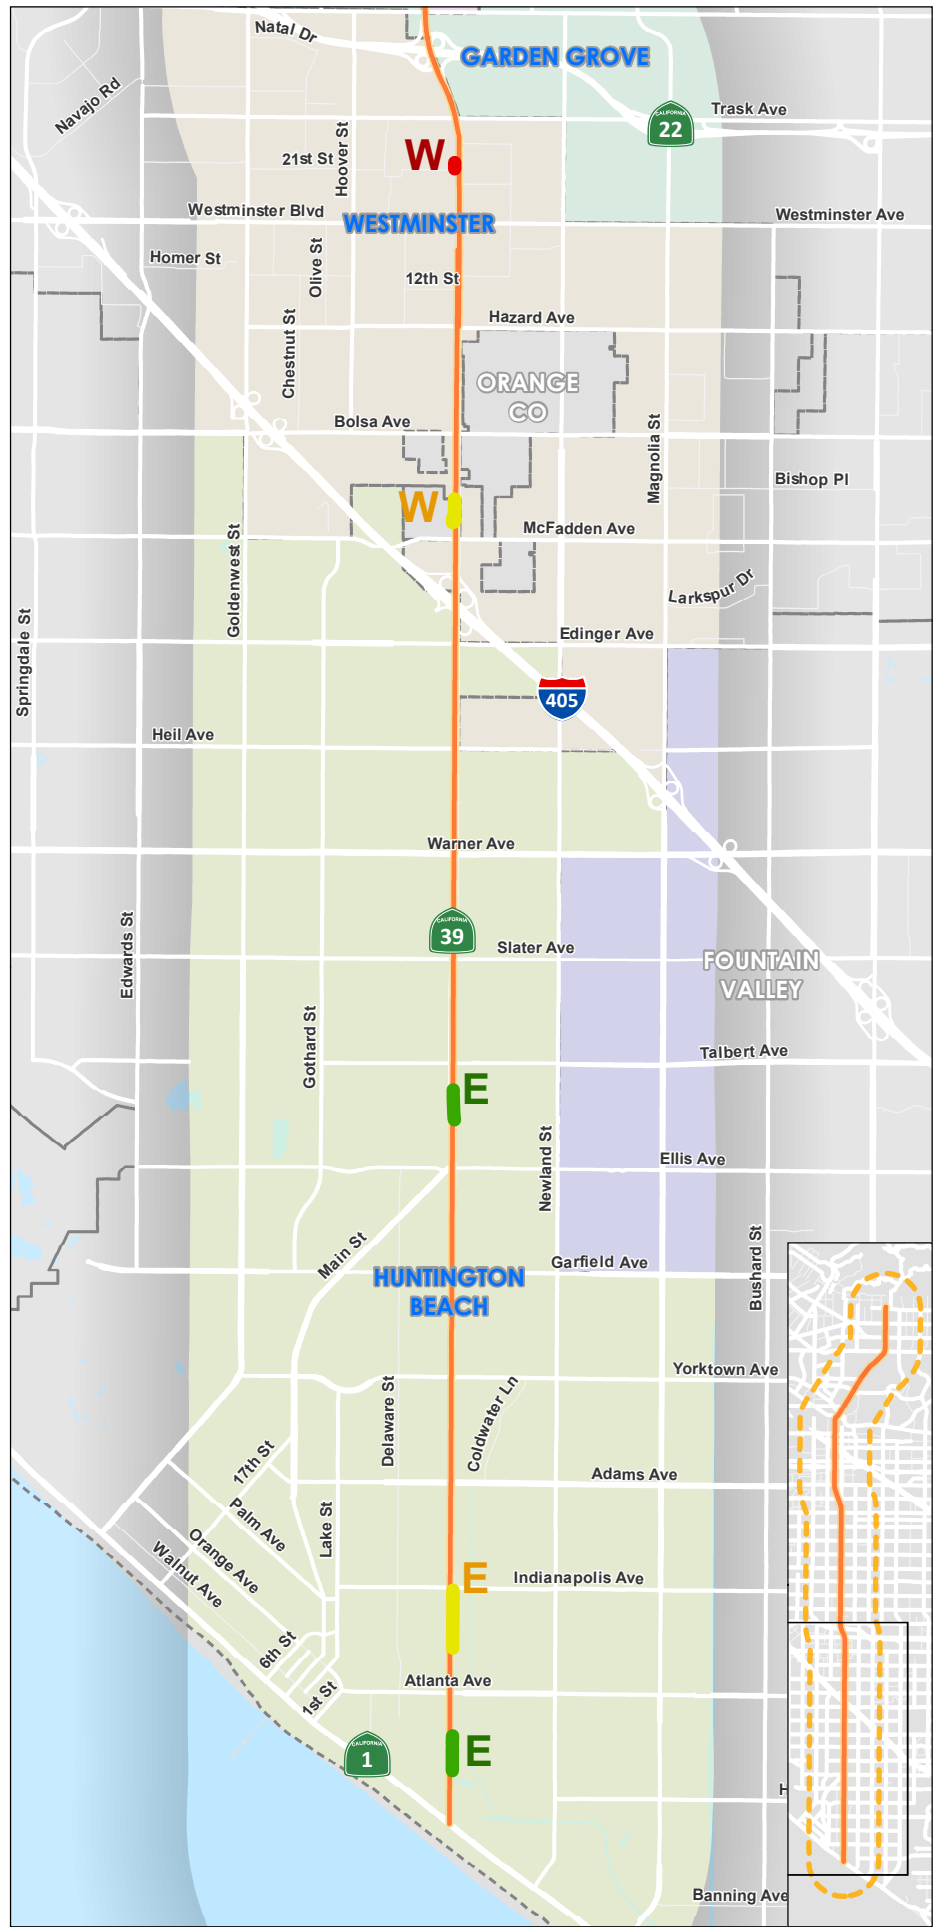 Natal Dr
GARDEN GROVE
Navajo Rd
Trask Ave
CALIFORNIA
22
Hoover St
21st St
W
Westminster Blvd
WESTMINSTER
Westminster Ave
Homer St
Olive St
12th St
Hazard Ave
Chestnut St
ORANGE
CO
Bolsa Ave
Magnolia St
Bishop Pl
W
McFadden Ave
Goldenwest St
Larkspur Dr
Springdale St
Edinger Ave
405
Heil Ave
Warner Ave
CALIFORNIA
39
Slater Ave
Edwards St
FOUNTAIN
VALLEY
Gothard St
Talbert Ave
E
Newland St
Ellis Ave
Main St
Garfield Ave
Bushard St
HUNTINGTON
BEACH
Yorktown Ave
Delaware St
Coldwater Ln
17th St
Adams Ave
Palm Ave
Lake St
Orange Ave
Walnut Ave
E
Indianapolis Ave
6th St
Atlanta Ave
1st St
CALIFORNIA
1
E
H
Banning Ave